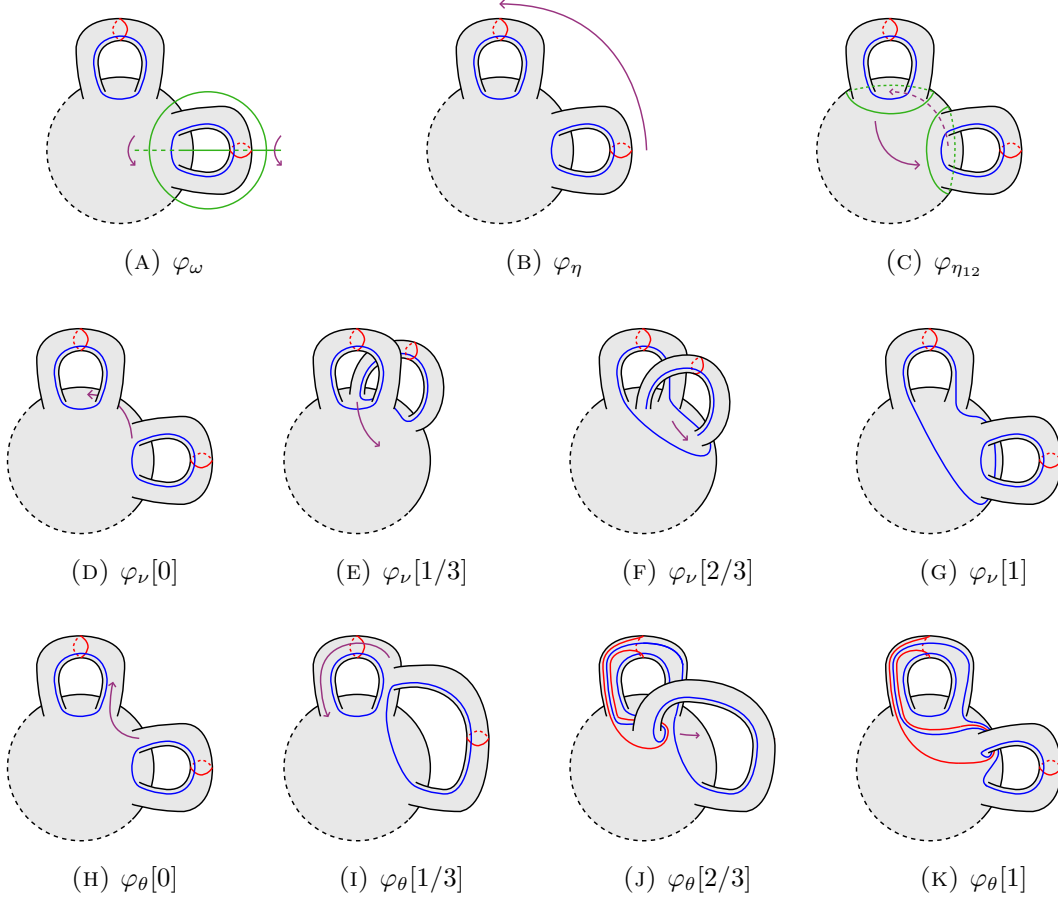 (A) φ_ω (B) φ_η (C) φ_{η_{12}}
(D) φ_ν[0] (E) φ_ν[1/3] (F) φ_ν[2/3] (G) φ_ν[1]
(H) φ_θ[0] (I) φ_θ[1/3] (J) φ_θ[2/3] (K) φ_θ[1]